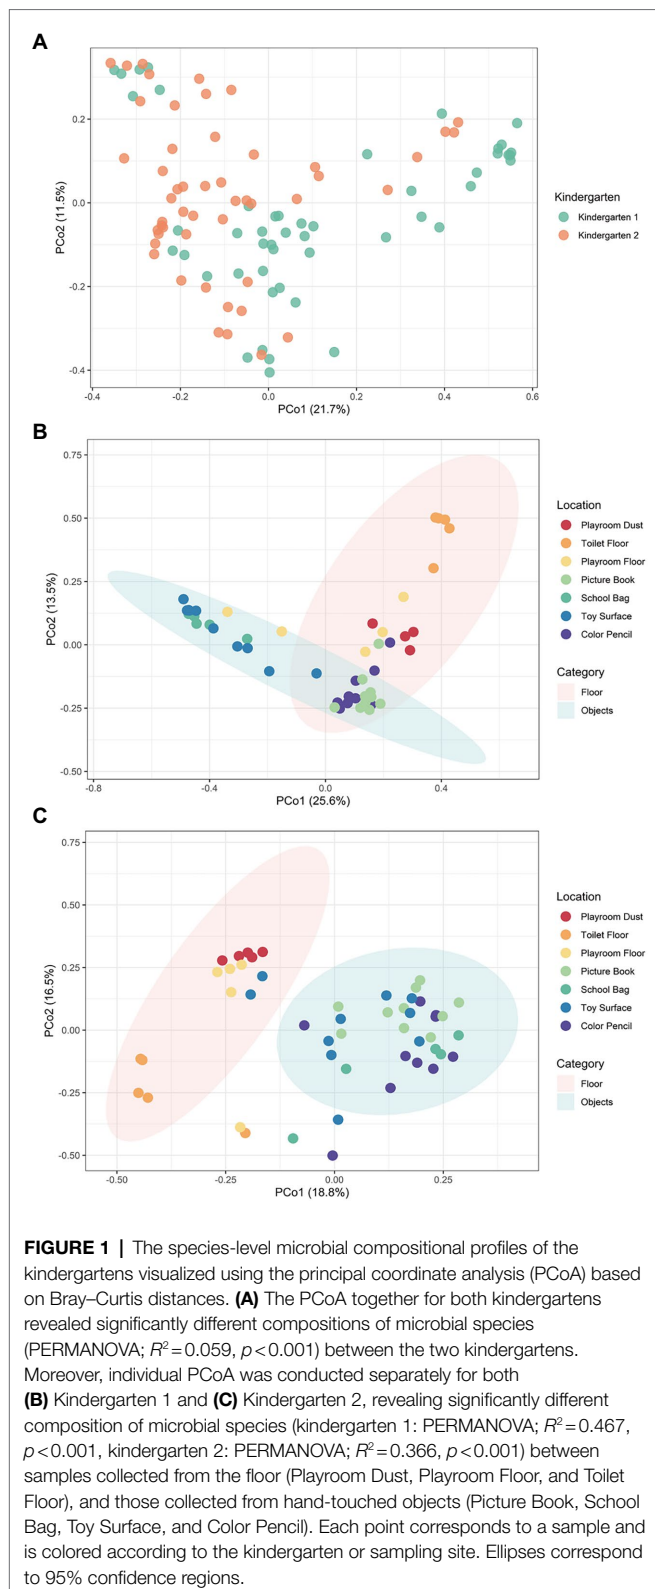 A
0.2
0.0
-0.2
-0.4
PCo2 (11.5%)
-0.4
-0.2
0.0
0.2
0.4
0.6
PCo1 (21.7%)
Kindergarten
Kindergarten 1
Kindergarten 2
B
0.75
0.50
0.25
0.00
-0.25
-0.50
PCo2 (13.5%)
-0.8
-0.4
0.0
0.4
PCo1 (25.6%)
Location
Playroom Dust
Toilet Floor
Playroom Floor
Picture Book
School Bag
Toy Surface
Color Pencil
Category
Floor
Objects
C
0.75
0.50
0.25
0.00
-0.25
-0.50
PCo2 (16.5%)
-0.50
-0.25
0.00
0.25
PCo1 (18.8%)
Location
Playroom Dust
Toilet Floor
Playroom Floor
Picture Book
School Bag
Toy Surface
Color Pencil
Category
Floor
Objects
FIGURE 1 | The species-level microbial compositional profiles of the
kindergartens visualized using the principal coordinate analysis (PCoA) based
on Bray–Curtis distances. (A) The PCoA together for both kindergartens
revealed significantly different compositions of microbial species
(PERMANOVA; R²=0.059, p<0.001) between the two kindergartens.
Moreover, individual PCoA was conducted separately for both
(B) Kindergarten 1 and (C) Kindergarten 2, revealing significantly different
composition of microbial species (kindergarten 1: PERMANOVA; R²=0.467,
p<0.001, kindergarten 2: PERMANOVA; R²=0.366, p<0.001) between
samples collected from the floor (Playroom Dust, Playroom Floor, and Toilet
Floor), and those collected from hand-touched objects (Picture Book, School
Bag, Toy Surface, and Color Pencil). Each point corresponds to a sample and
is colored according to the kindergarten or sampling site. Ellipses correspond
to 95% confidence regions.